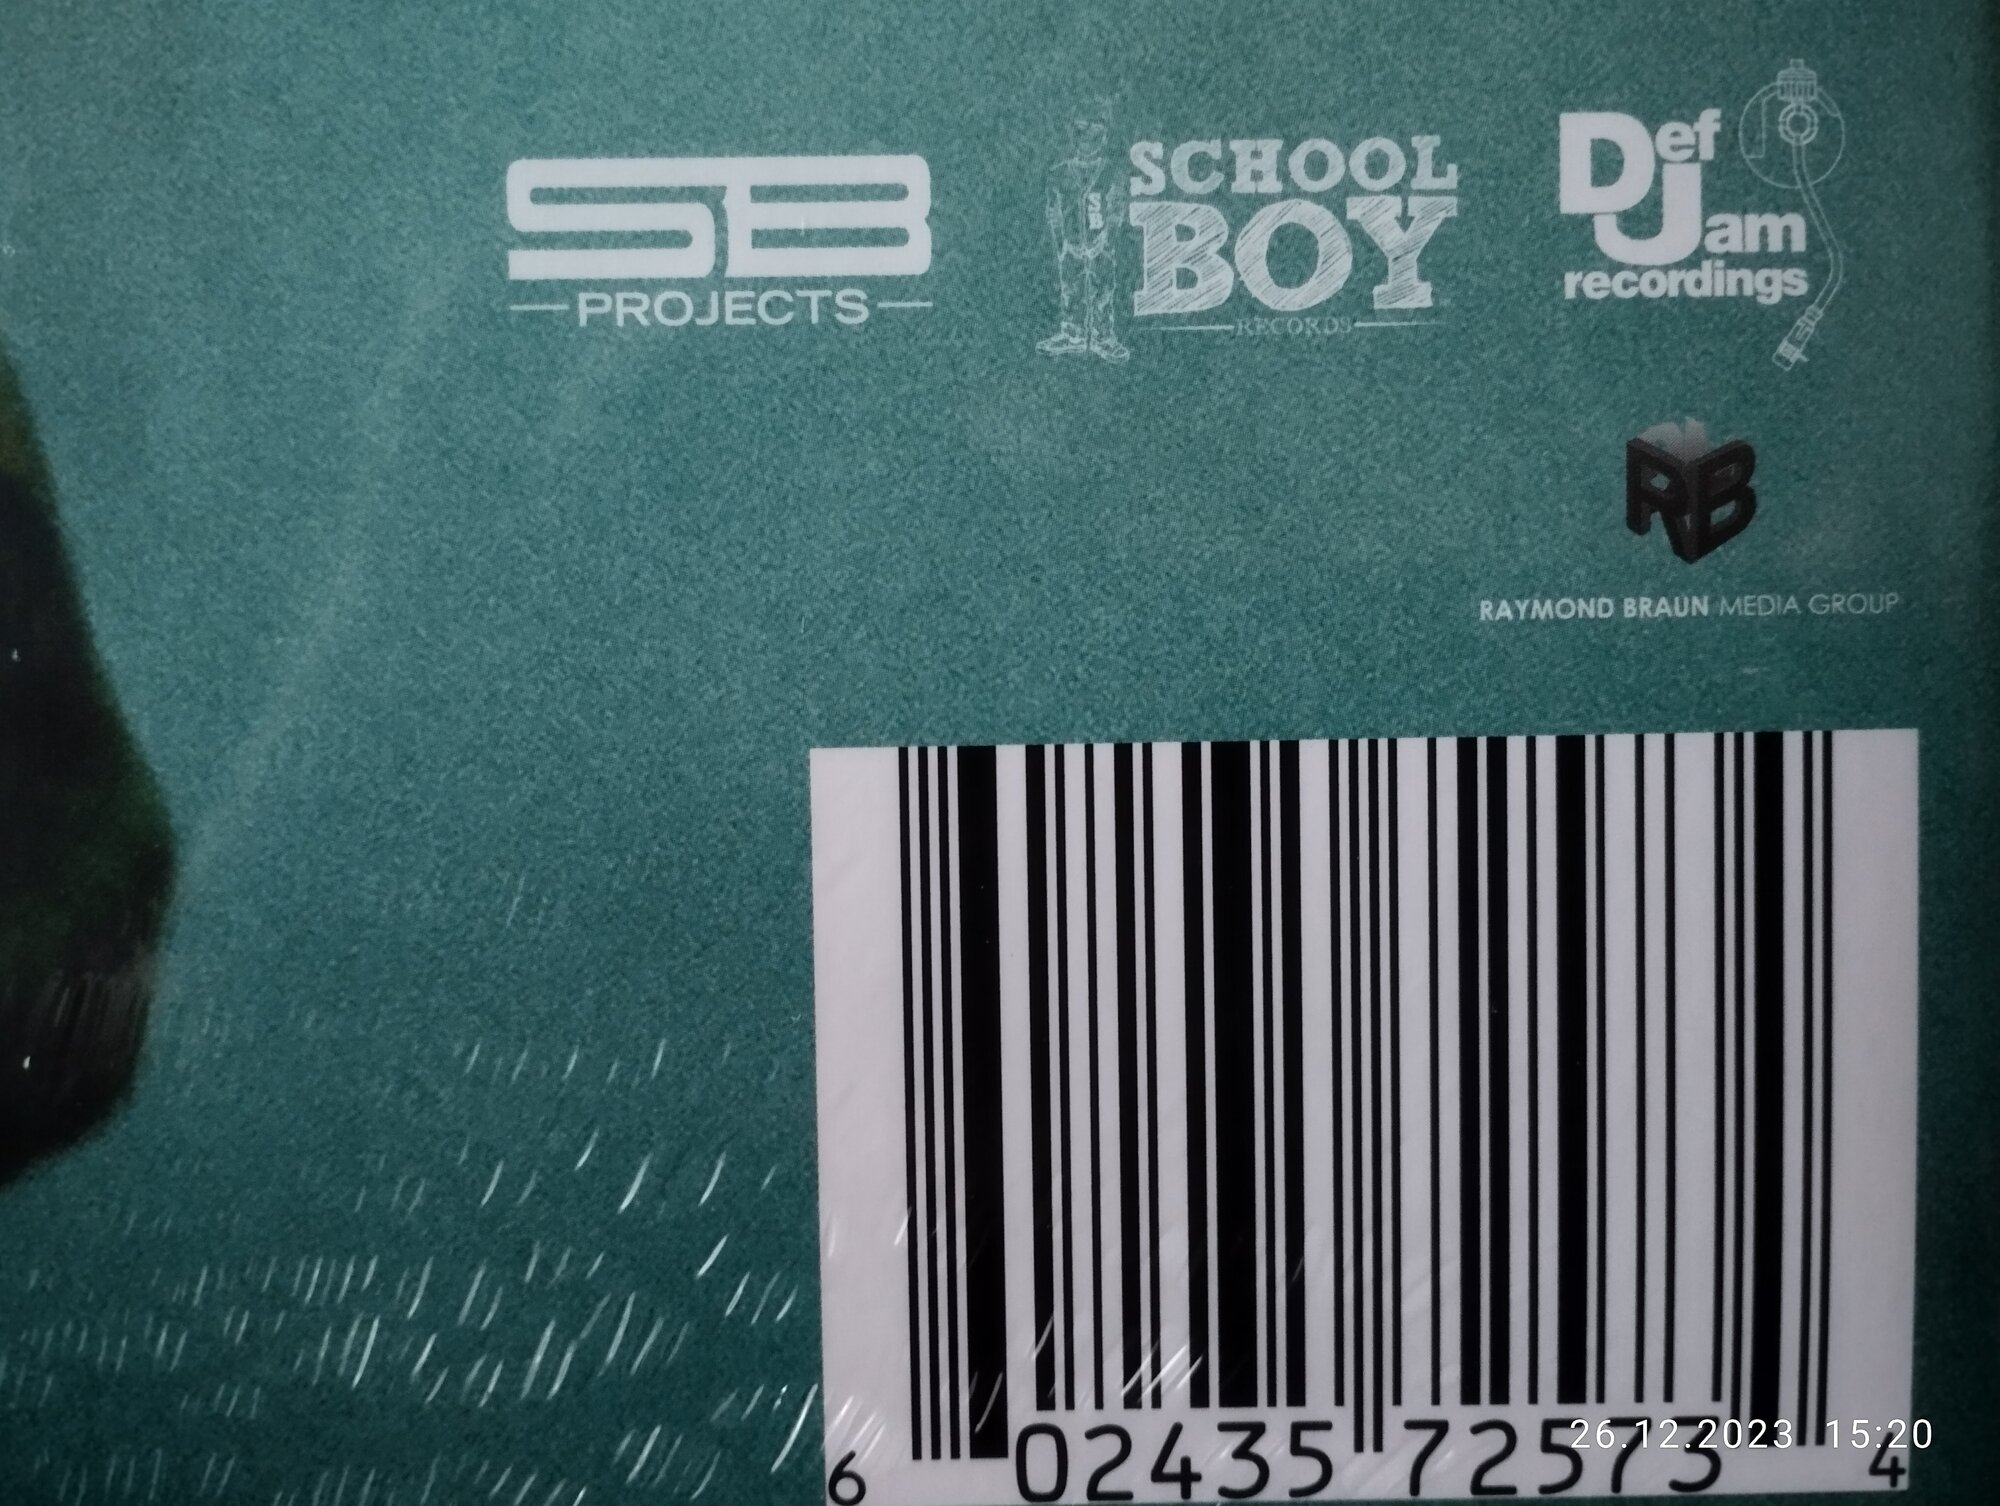 SB
PROJECTS
SB
SCHOOL
BOY
RECORDS
Def
Jam
recordings
RB
RAYMOND BRAUN MEDIA GROUP
6 02435 72573 4
26.12.2023 15:20